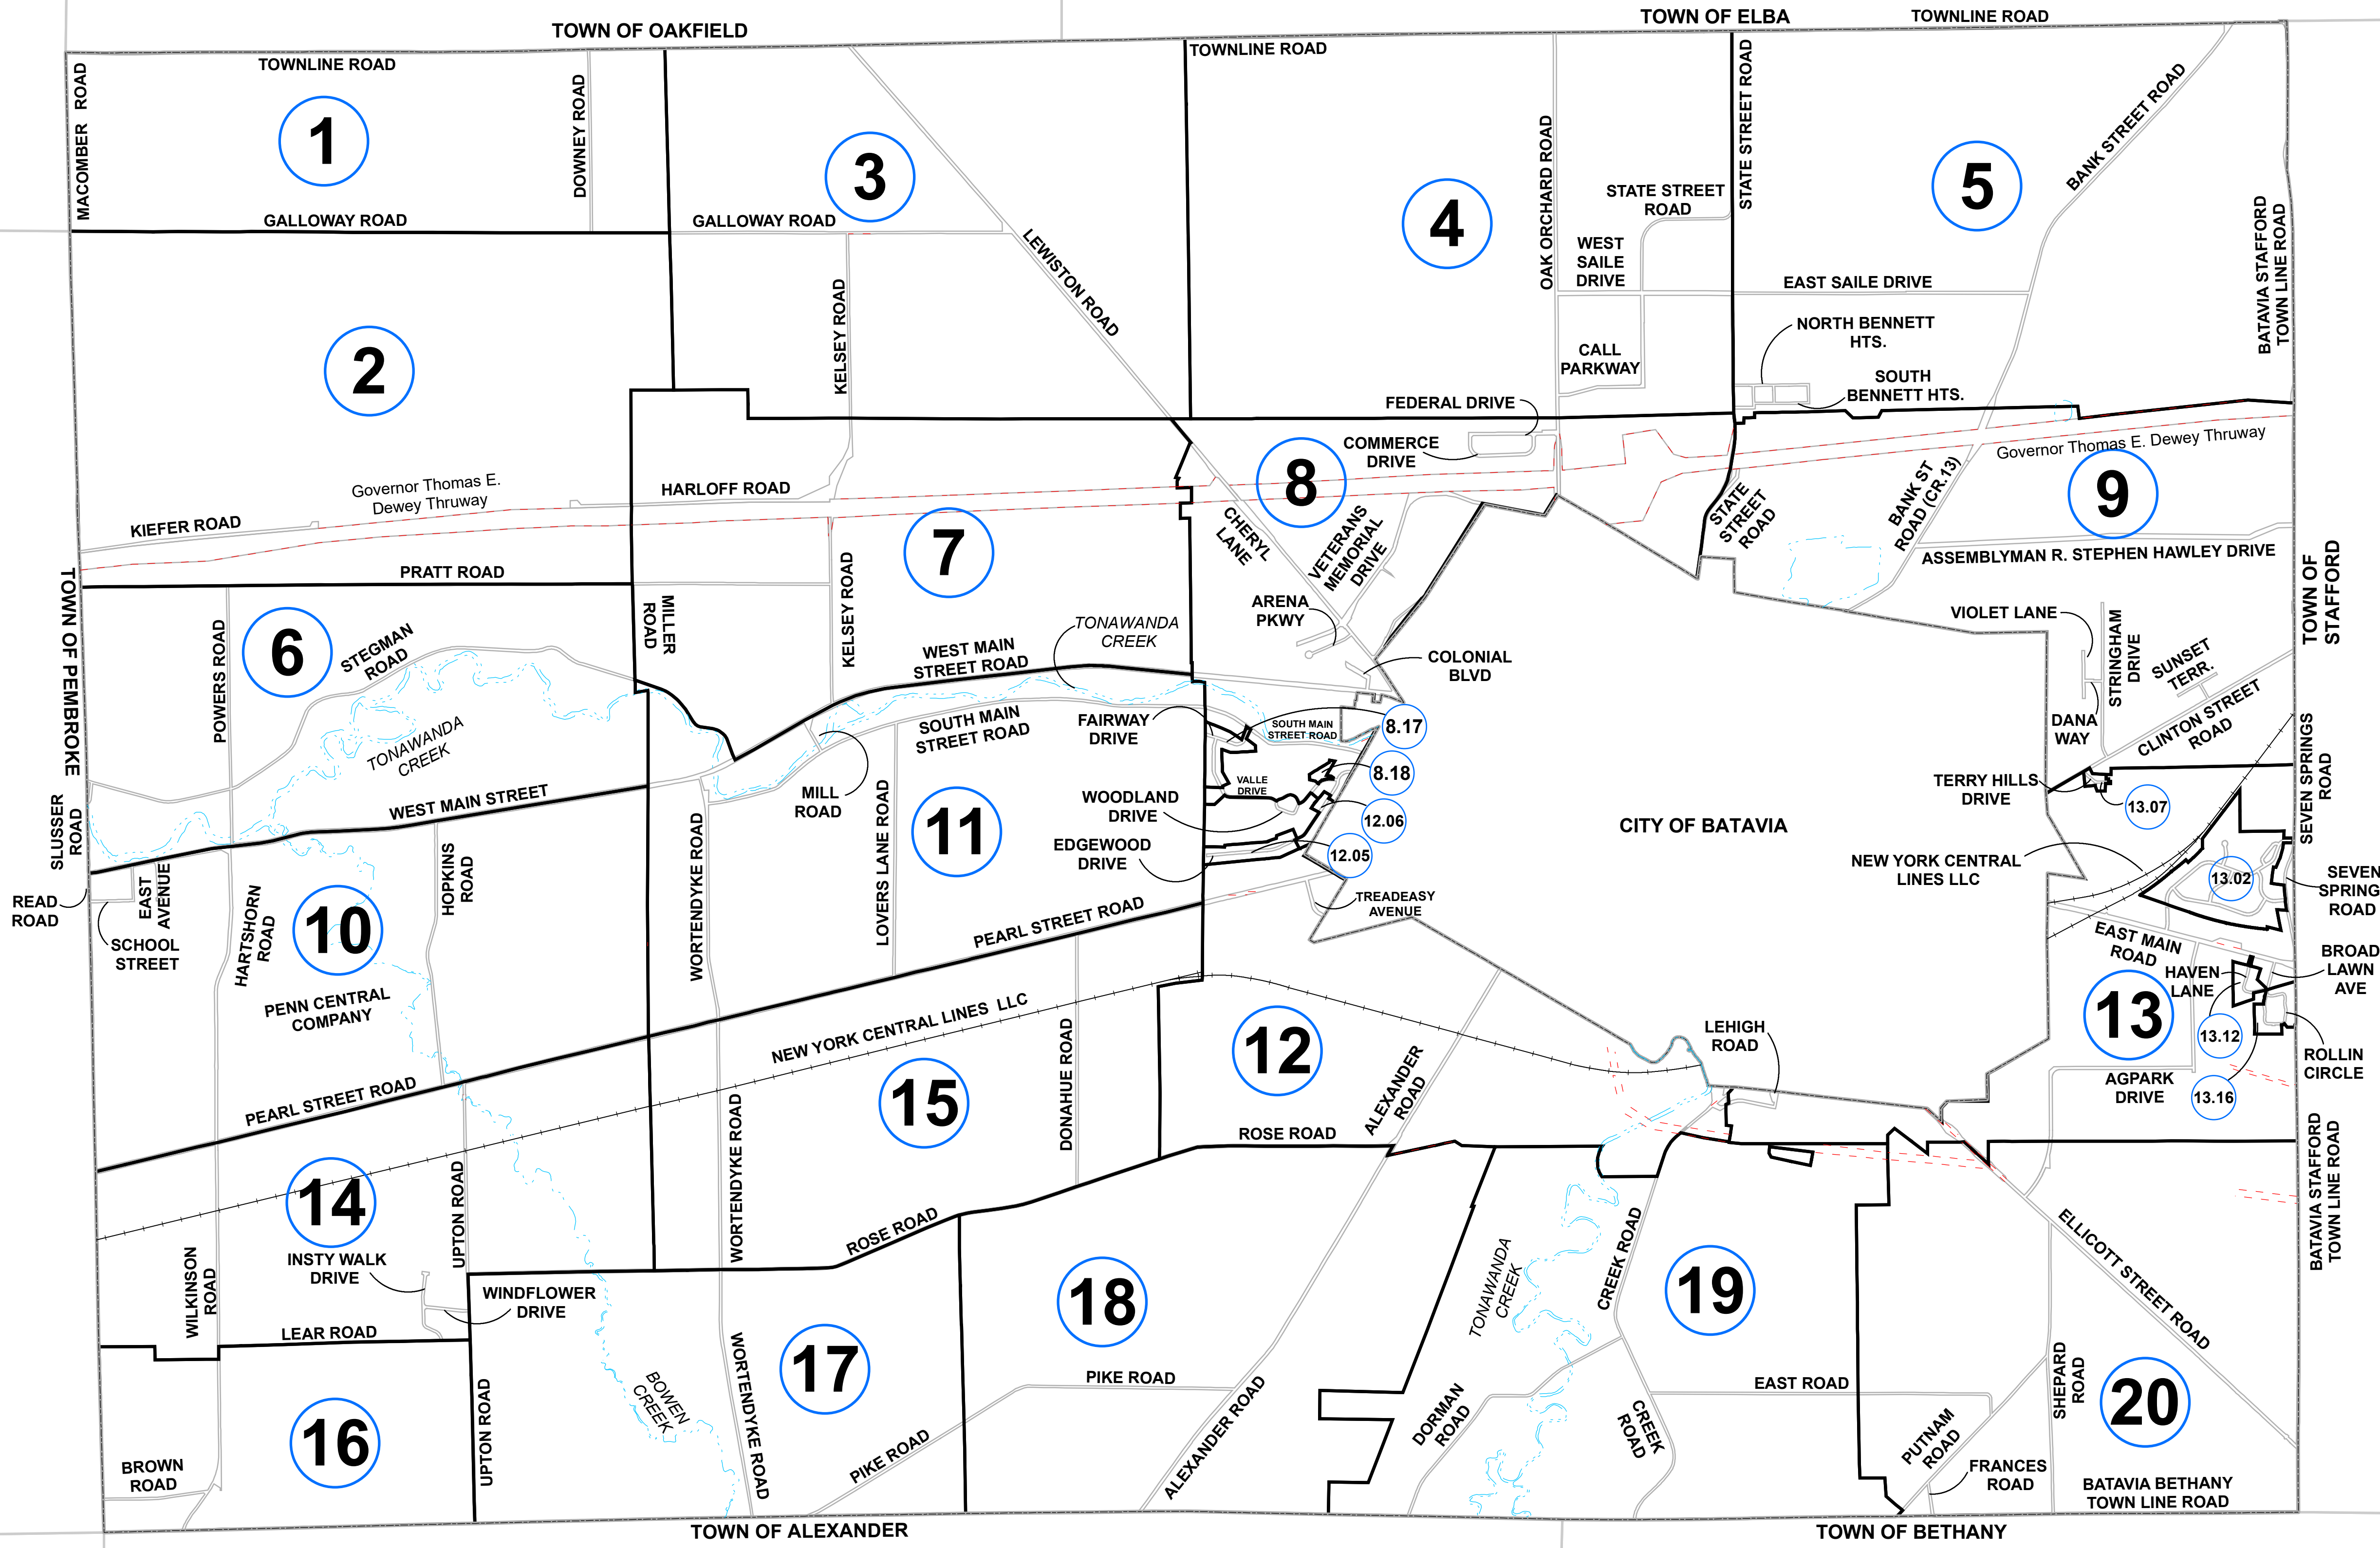 TOWN OF OAKFIELD
TOWN OF ELBA
TOWNLINE ROAD
TOWNLINE ROAD
TOWNLINE ROAD
MACOMBER ROAD
1
DOWNEY ROAD
3
4
OAK ORCHARD ROAD
STATE STREET
ROAD
STATE STREET ROAD
5
BANK STREET ROAD
BATAVIA STAFFORD
TOWN LINE ROAD
GALLOWAY ROAD
GALLOWAY ROAD
LEWISTON ROAD
WEST
SAILE
DRIVE
EAST SAILE DRIVE
2
KELSEY ROAD
NORTH BENNETT
HTS.
CALL
PARKWAY
SOUTH
BENNETT HTS.
FEDERAL DRIVE
COMMERCE
DRIVE
Governor Thomas E. Dewey Thruway
Governor Thomas E.
Dewey Thruway
HARLOFF ROAD
KIEFER ROAD
7
8
9
CHERYL
LANE
VETERANS
MEMORIAL
DRIVE
STATE
STREET
ROAD
BANK ST
ROAD (CR.13)
ASSEMBLYMAN R. STEPHEN HAWLEY DRIVE
TOWN OF
STAFFORD
TOWN OF PEMBROKE
PRATT ROAD
6
POWERS ROAD
STEGMAN
ROAD
MILLER
ROAD
KELSEY ROAD
WEST MAIN
STREET ROAD
TONAWANDA
CREEK
ARENA
PKWY
COLONIAL
BLVD
VIOLET LANE
STRINGHAM
DRIVE
SUNSET
TERR.
DANA
WAY
CLINTON STREET
ROAD
TONAWANDA
CREEK
SOUTH MAIN
STREET ROAD
FAIRWAY
DRIVE
SOUTH MAIN
STREET ROAD
8.17
8.18
VALLE
DRIVE
WEST MAIN STREET
MILL
ROAD
LOVERS LANE ROAD
11
WOODLAND
DRIVE
12.06
EDGEWOOD
DRIVE
12.05
CITY OF BATAVIA
TERRY HILLS
DRIVE
13.07
SEVEN SPRINGS
ROAD
NEW YORK CENTRAL
LINES LLC
13.02
SEVEN
SPRING
ROAD
SLUSSER
ROAD
READ
ROAD
EAST
AVENUE
SCHOOL
STREET
HARTSHORN
ROAD
10
HOPKINS
ROAD
WORTENDYKE ROAD
PENN CENTRAL
COMPANY
PEARL STREET ROAD
TREADEASY
AVENUE
EAST MAIN
ROAD
HAVEN
LANE
BROAD
LAWN
AVE
13
13.12
ROLLIN
CIRCLE
AGPARK
DRIVE
13.16
PEARL STREET ROAD
NEW YORK CENTRAL LINES LLC
15
DONAHUE ROAD
12
ALEXANDER
ROAD
LEHIGH
ROAD
ROSE ROAD
14
INSTY WALK
DRIVE
UPTON ROAD
WINDFLOWER
DRIVE
WILKINSON
ROAD
LEAR ROAD
WORTENDYKE ROAD
ROSE ROAD
18
TONAWANDA
CREEK
CREEK ROAD
19
ELLICOTT STREET ROAD
BATAVIA STAFFORD
TOWN LINE ROAD
16
BROWN
ROAD
UPTON ROAD
BOWEN
CREEK
WORTENDYKE ROAD
17
PIKE ROAD
PIKE ROAD
ALEXANDER ROAD
DORMAN
ROAD
CREEK
ROAD
EAST ROAD
PUTNAM
ROAD
FRANCES
ROAD
SHEPARD
ROAD
20
BATAVIA BETHANY
TOWN LINE ROAD
TOWN OF ALEXANDER
TOWN OF BETHANY